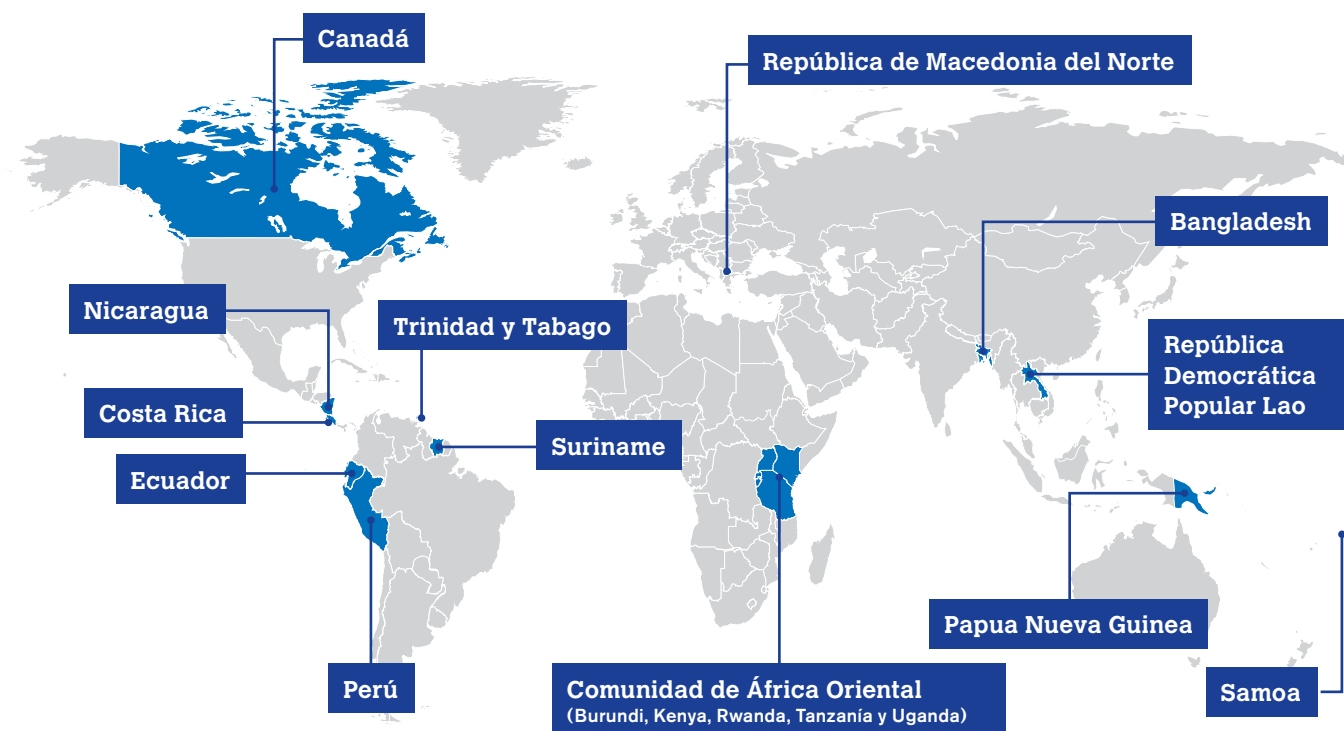 Canadá
República de Macedonia del Norte
Bangladesh
Nicaragua
Trinidad y Tabago
República
Democrática
Popular Lao
Costa Rica
Suriname
Ecuador
Papua Nueva Guinea
Perú
Comunidad de África Oriental
(Burundi, Kenya, Rwanda, Tanzanía y Uganda)
Samoa